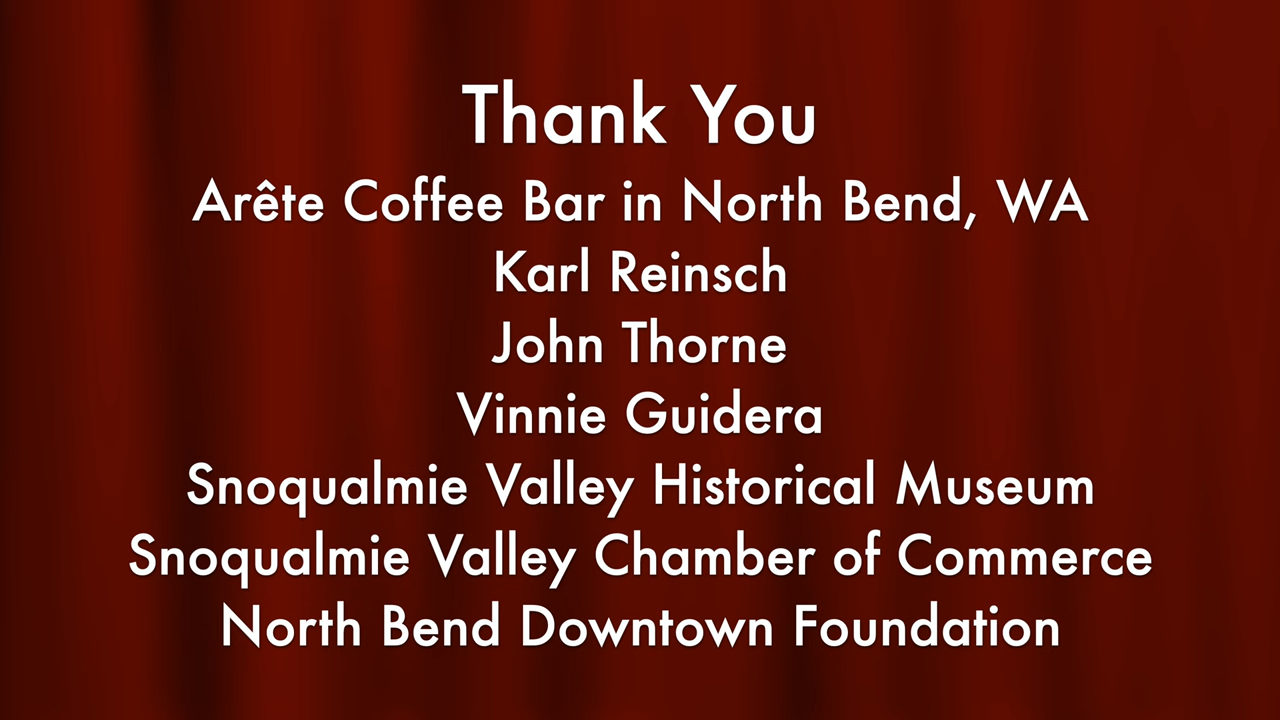 Thank You
Arête Coffee Bar in North Bend, WA
Karl Reinsch
John Thorne
Vinnie Guidera
Snoqualmie Valley Historical Museum
Snoqualmie Valley Chamber of Commerce
North Bend Downtown Foundation